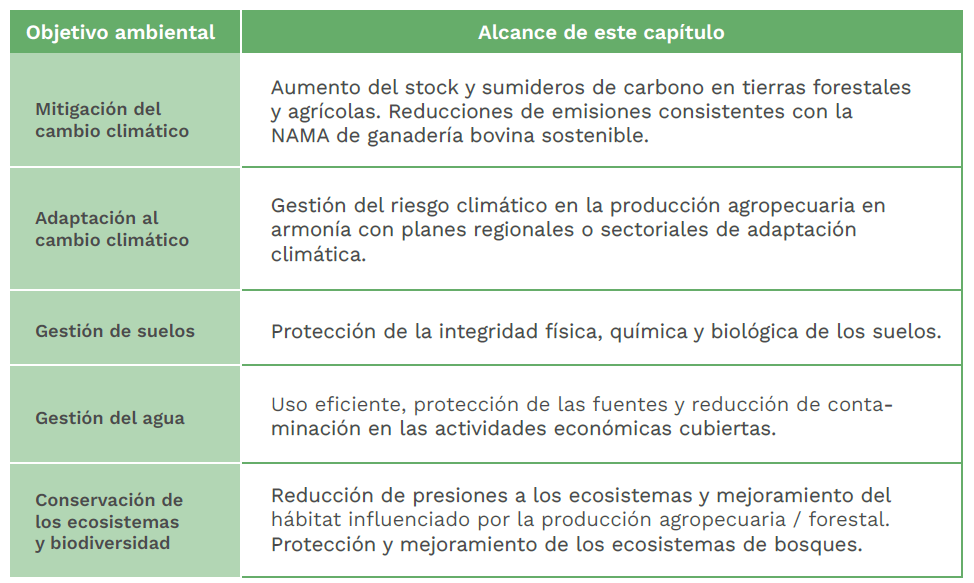 Objetivo ambiental
Alcance de este capítulo
Mitigación del
cambio climático
Aumento del stock y sumideros de carbono en tierras forestales
y agrícolas. Reducciones de emisiones consistentes con la
NAMA de ganadería bovina sostenible.
Adaptación al
cambio climático
Gestión del riesgo climático en la producción agropecuaria en
armonía con planes regionales o sectoriales de adaptación
climática.
Gestión de suelos
Protección de la integridad física, química y biológica de los suelos.
Gestión del agua
Uso eficiente, protección de las fuentes y reducción de conta-
minación en las actividades económicas cubiertas.
Conservación de
los ecosistemas
y biodiversidad
Reducción de presiones a los ecosistemas y mejoramiento del
hábitat influenciado por la producción agropecuaria / forestal.
Protección y mejoramiento de los ecosistemas de bosques.